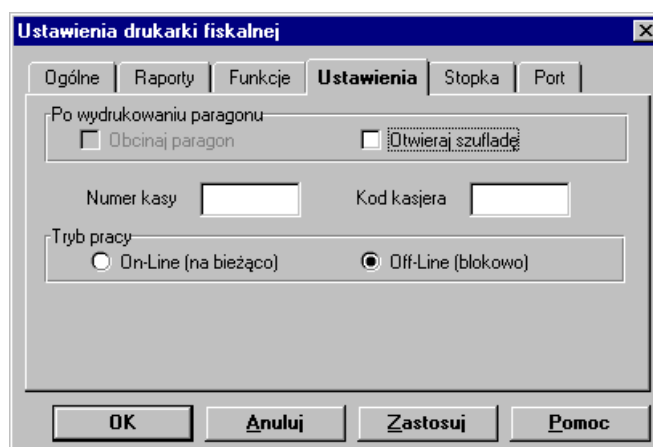 Ustawienia drukarki fiskalnej
Ogólne Raporty Funkcje Ustawienia Stopka Port
Po wydrukowaniu paragonu
Obcinaj paragon Otwieraj szufladę
Numer kasy Kod kasjera
Tryb pracy
On-Line (na bieżąco) Off-Line (blokowo)
OK Anuluj Zastosuj Pomoc